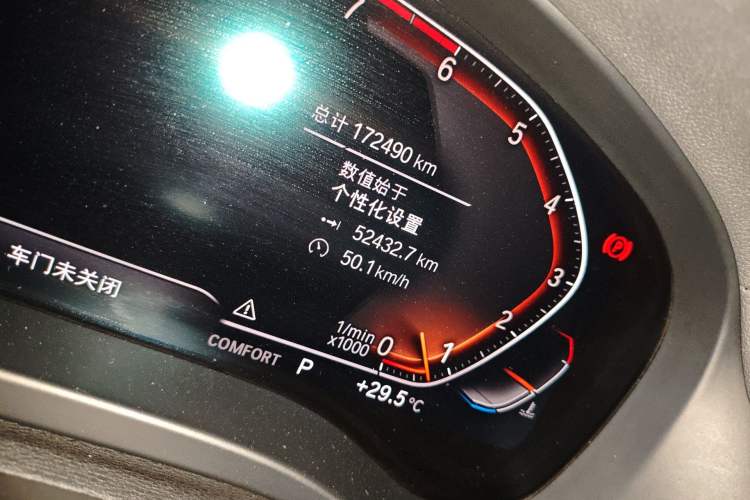 7
6
5
4
3
2
1
0
总计 172490 km
数值始于
个性化设置
52432.7 km
50.1 km/h
车门未关闭
1/min
x1000
COMFORT
P
+29.5 °C
P